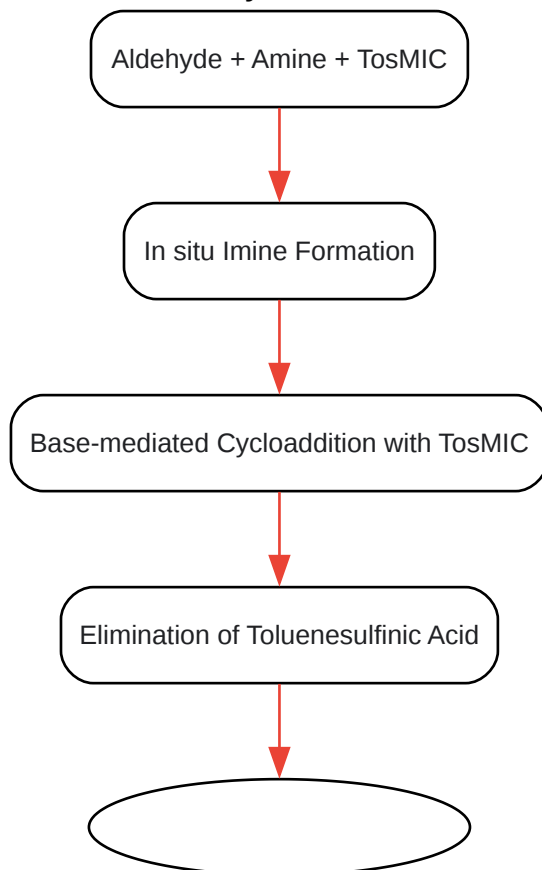 Aldehyde + Amine + TosMIC
In situ Imine Formation
Base-mediated Cycloaddition with TosMIC
Elimination of Toluenesulfinic Acid